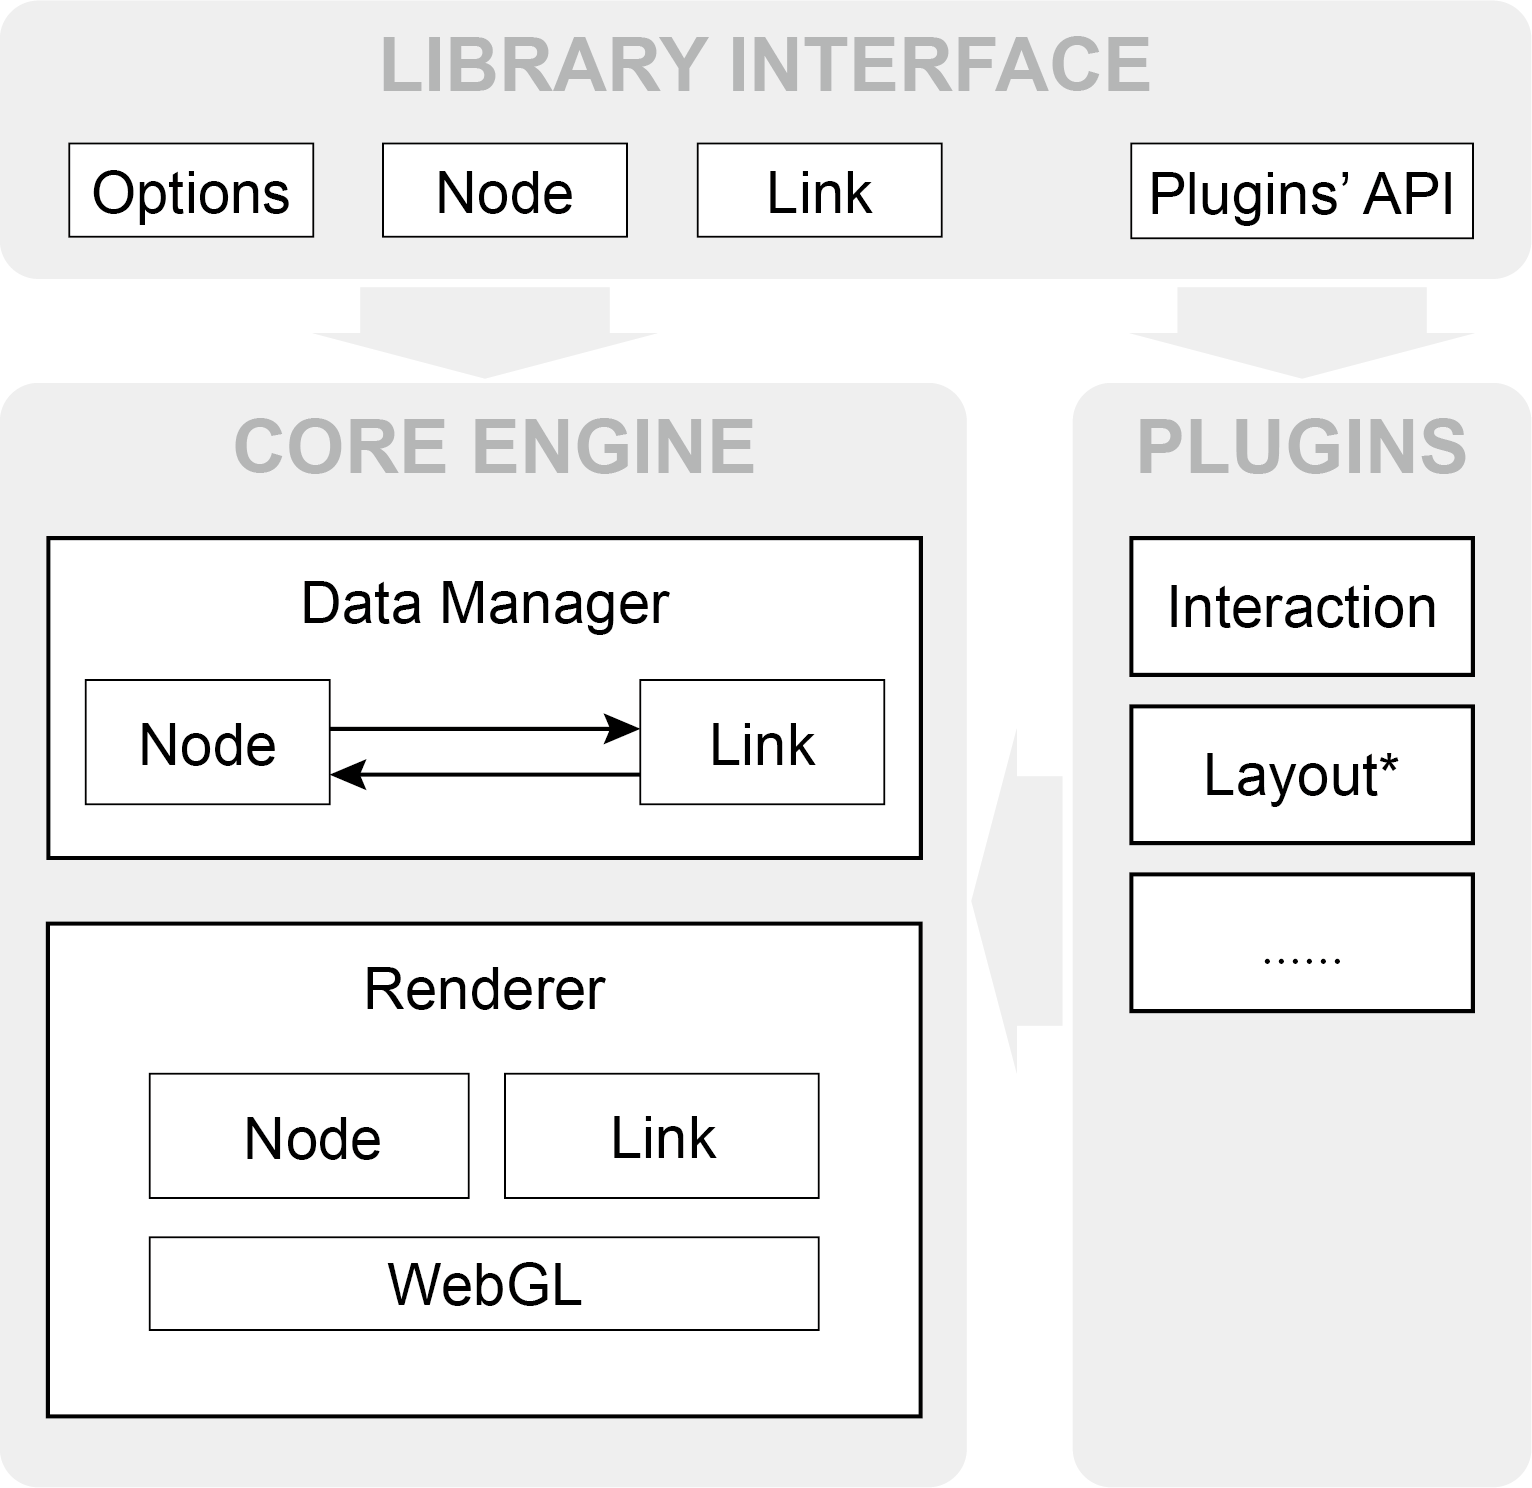 LIBRARY INTERFACE
Options
Node
Link
Plugins’ API
CORE ENGINE
Data Manager
Node
Link
Renderer
Node
Link
WebGL
PLUGINS
Interaction
Layout*
......